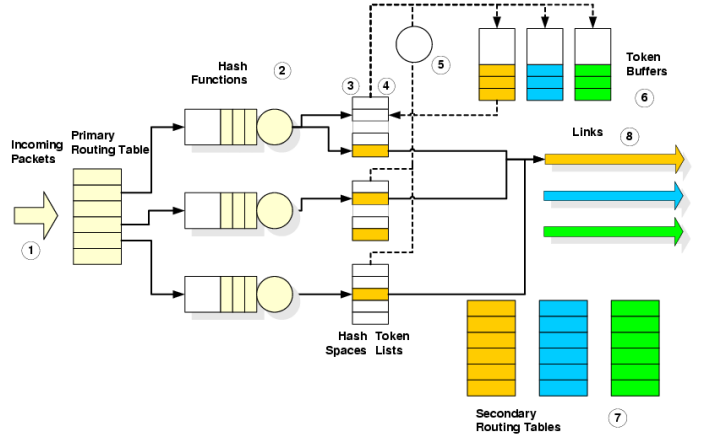 Hash
Functions
2
3
4
5
Token
Buffers
6
Incoming
Packets
Primary
Routing Table
1
Links
8
Hash
Spaces
Token
Lists
Secondary
Routing Tables
7